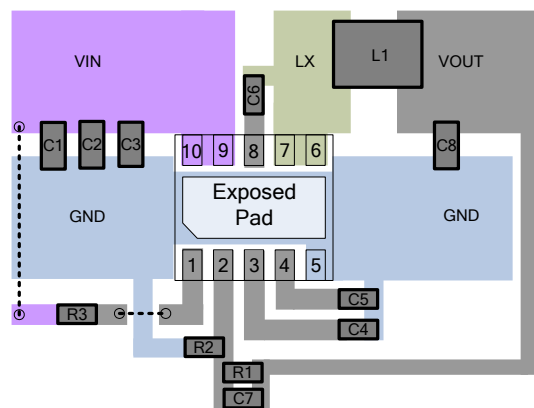 VIN
LX
L1
VOUT
C6
C1
C2
C3
C8
10
9
8
7
6
Exposed
Pad
GND
GND
1
2
3
4
5
C5
R3
C4
R2
R1
C7